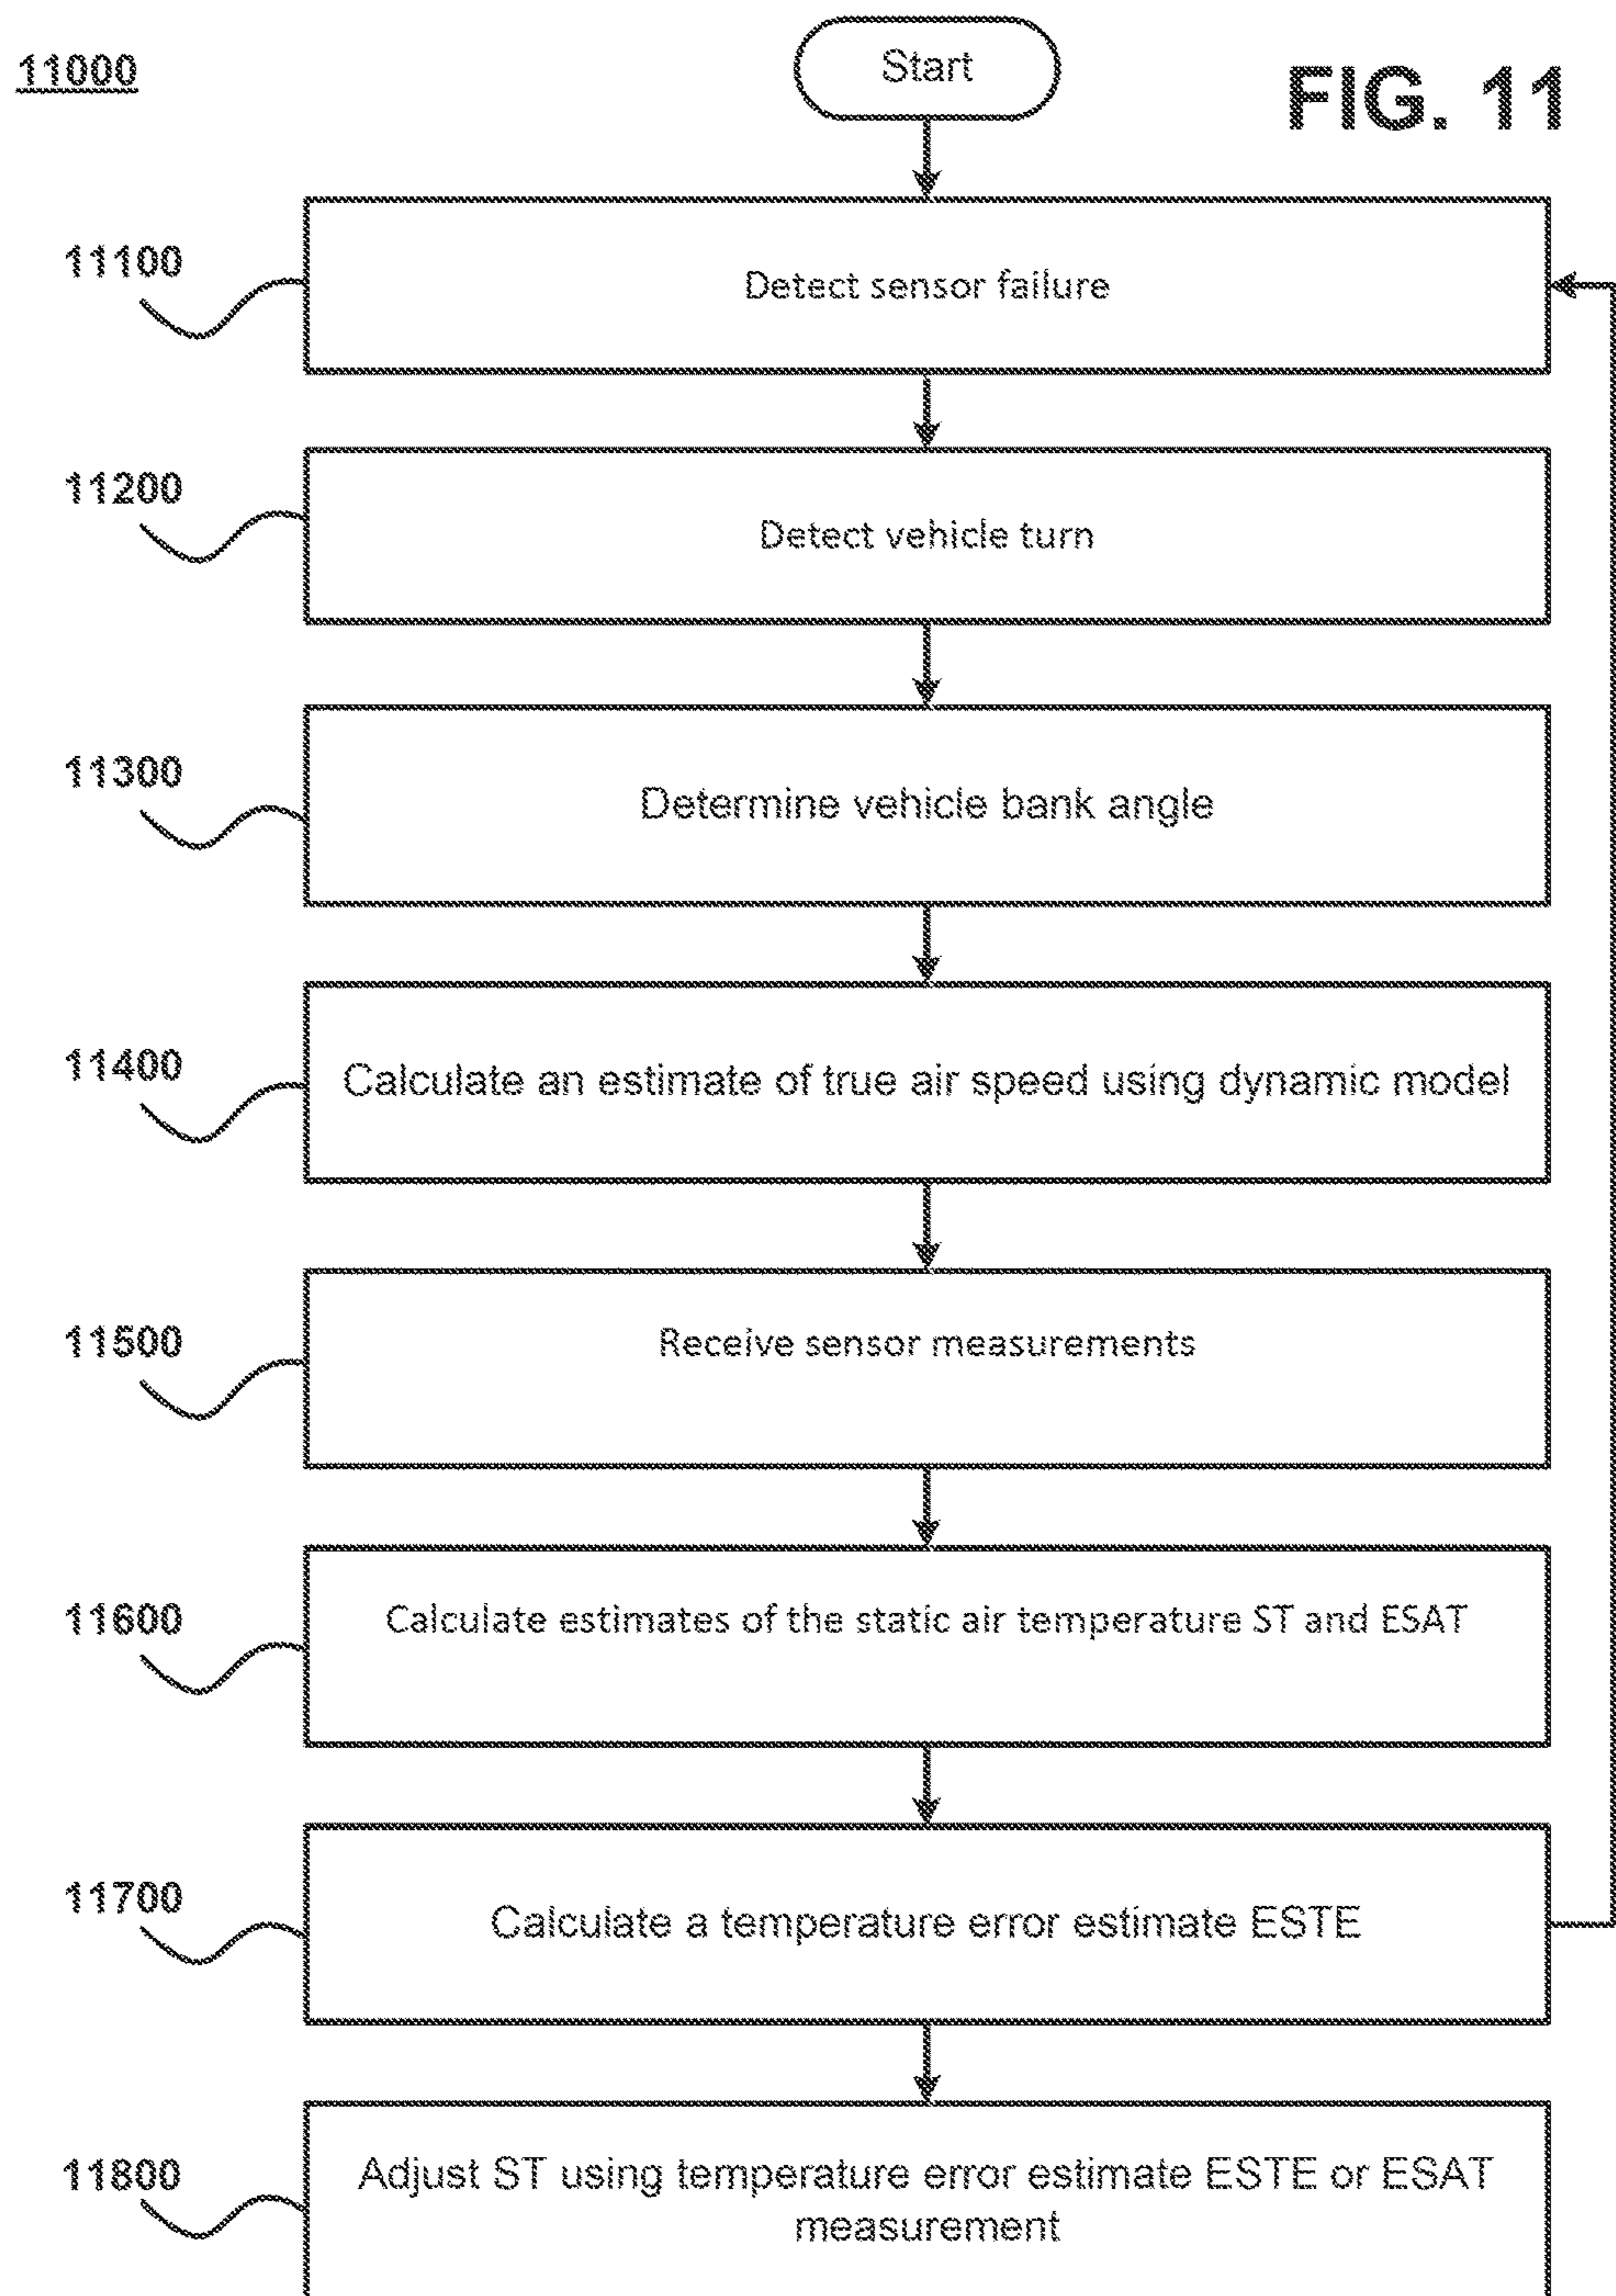 11000
Start
FIG. 11
11100
Detect sensor failure
11200
Detect vehicle turn
11300
Determine vehicle bank angle
11400
Calculate an estimate of true air speed using dynamic model
11500
Receive sensor measurements
11600
Calculate estimates of the static air temperature ST and ESAT
11700
Calculate a temperature error estimate ESTE
11800
Adjust ST using temperature error estimate ESTE or ESAT
measurement